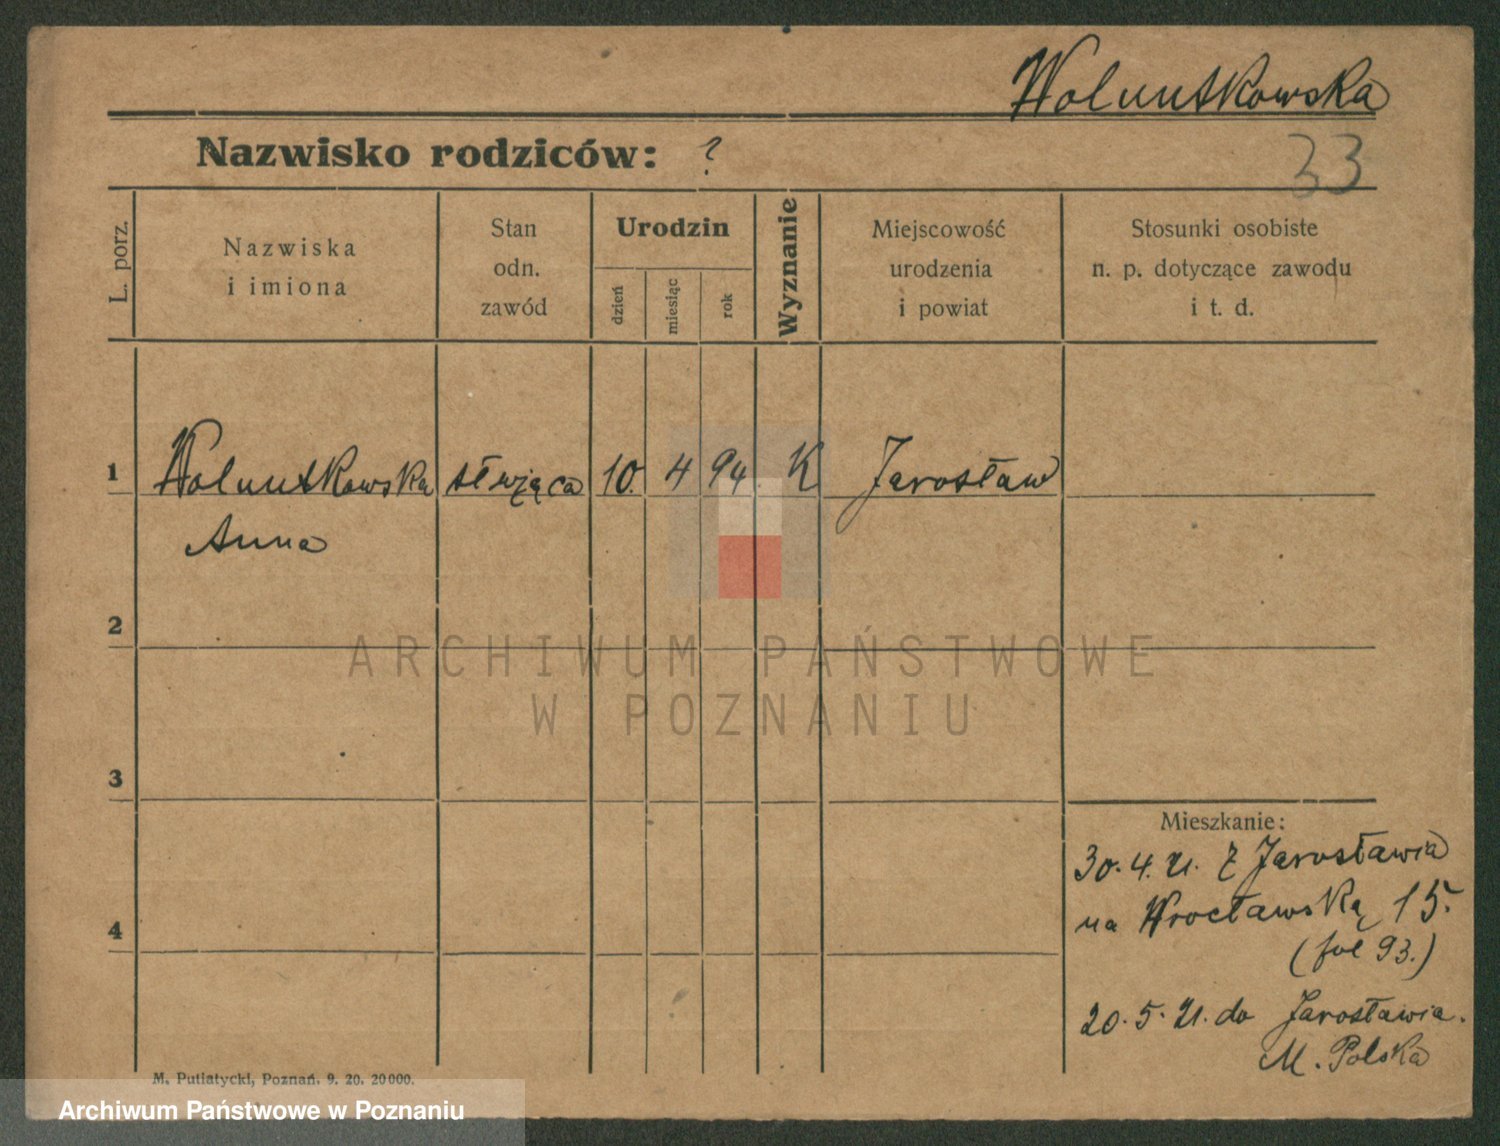 Woluutkowska
Nazwisko rodziców: ?
33
L. porz.
Nazwiska
i imiona
Stan
odn.
zawód
Urodzin
dzień
miesiąc
rok
Wyznanie
Miejscowość
urodzenia
i powiat
Stosunki osobiste
n. p. dotyczące zawodu
i t. d.
1 Woluutkowska służąca 10. 4 94. K Jarosław
Anna
2
3
4
Mieszkanie:
30. 4. 21. z Jarosławia
na Wrocławską 15.
(fol 93.)
20. 5. 21. do Jarosławia.
M. Polska
M. Putiatycki, Poznań. 9. 20. 20000.
ARCHIWUM PAŃSTWOWE
W POZNANIU
Archiwum Państwowe w Poznaniu